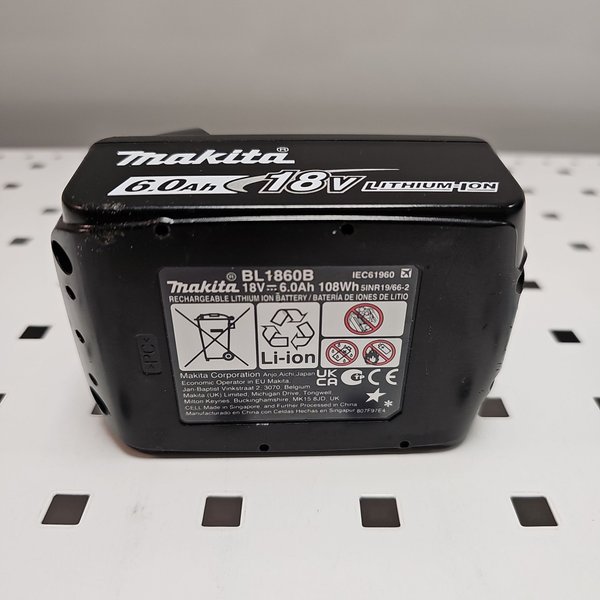 makita®
6.0Ah 18V LITHIUM-ION
BL1860B IEC61960
makita® 18V⎓6.0Ah 108Wh 5INR19/66-2
RECHARGEABLE LITHIUM ION BATTERY / BATERÍA DE IONES DE LITIO
Li-ion
Makita Corporation Anjo,Aichi,Japan
Economic Operator in EU Makita,
Jan-Baptist Vinkstraat 2, 3070, Belgium
Makita (UK) Limited, Michigan Drive, Tongwell,
Milton Keynes, Buckinghamshire, MK15 8JD, UK
CELL Made in Singapore, and Further Processed in China
Manufacturado en China con Celdas Hechas en Singapur 807F97E4
UK
CA
TP
CE
>PC<